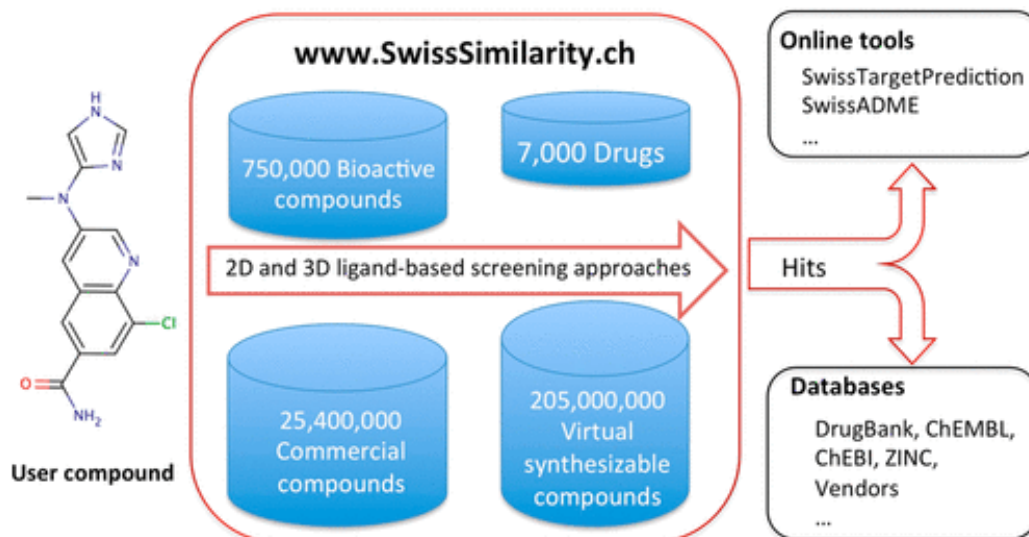 www.SwissSimilarity.ch
750,000 Bioactive
compounds
7,000 Drugs
2D and 3D ligand-based screening approaches
25,400,000
Commercial
compounds
205,000,000
Virtual
synthesizable
compounds
H
N
N
N
N
Cl
O
NH2
User compound
Hits
Online tools
SwissTargetPrediction
SwissADME
...
Databases
DrugBank, ChEMBL,
ChEBI, ZINC,
Vendors
...